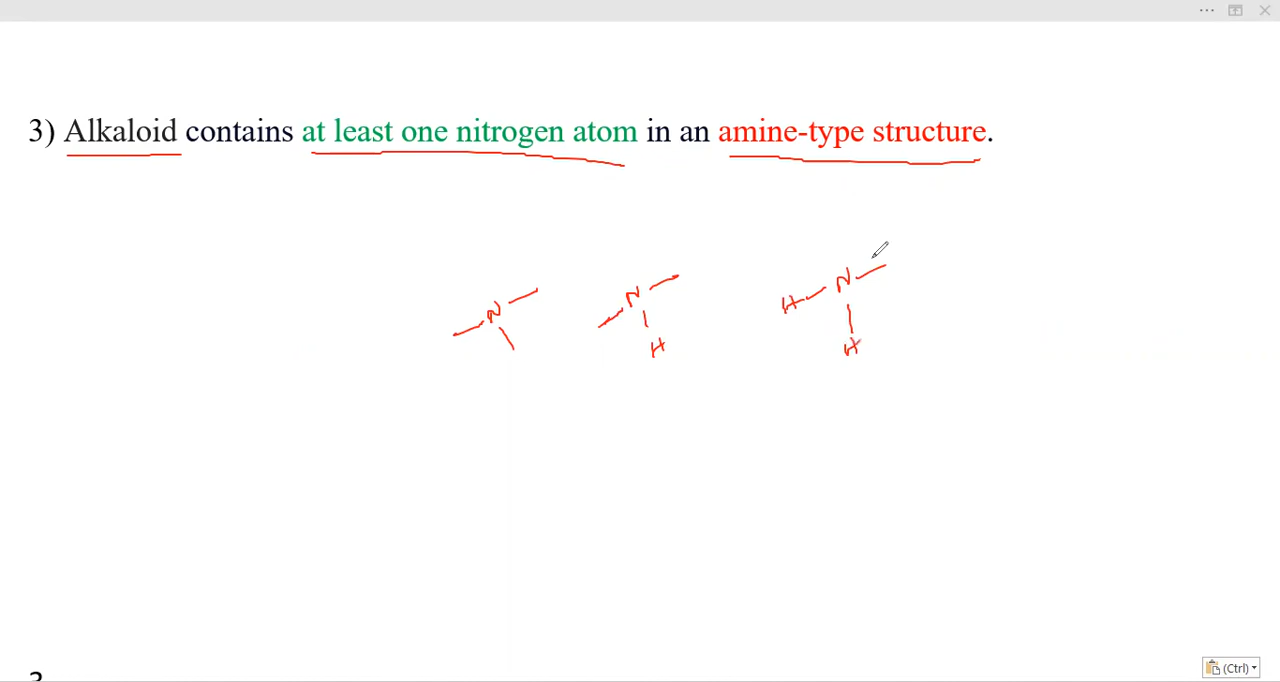 3) Alkaloid contains at least one nitrogen atom in an amine-type structure.
N N H N
H H
(Ctrl)